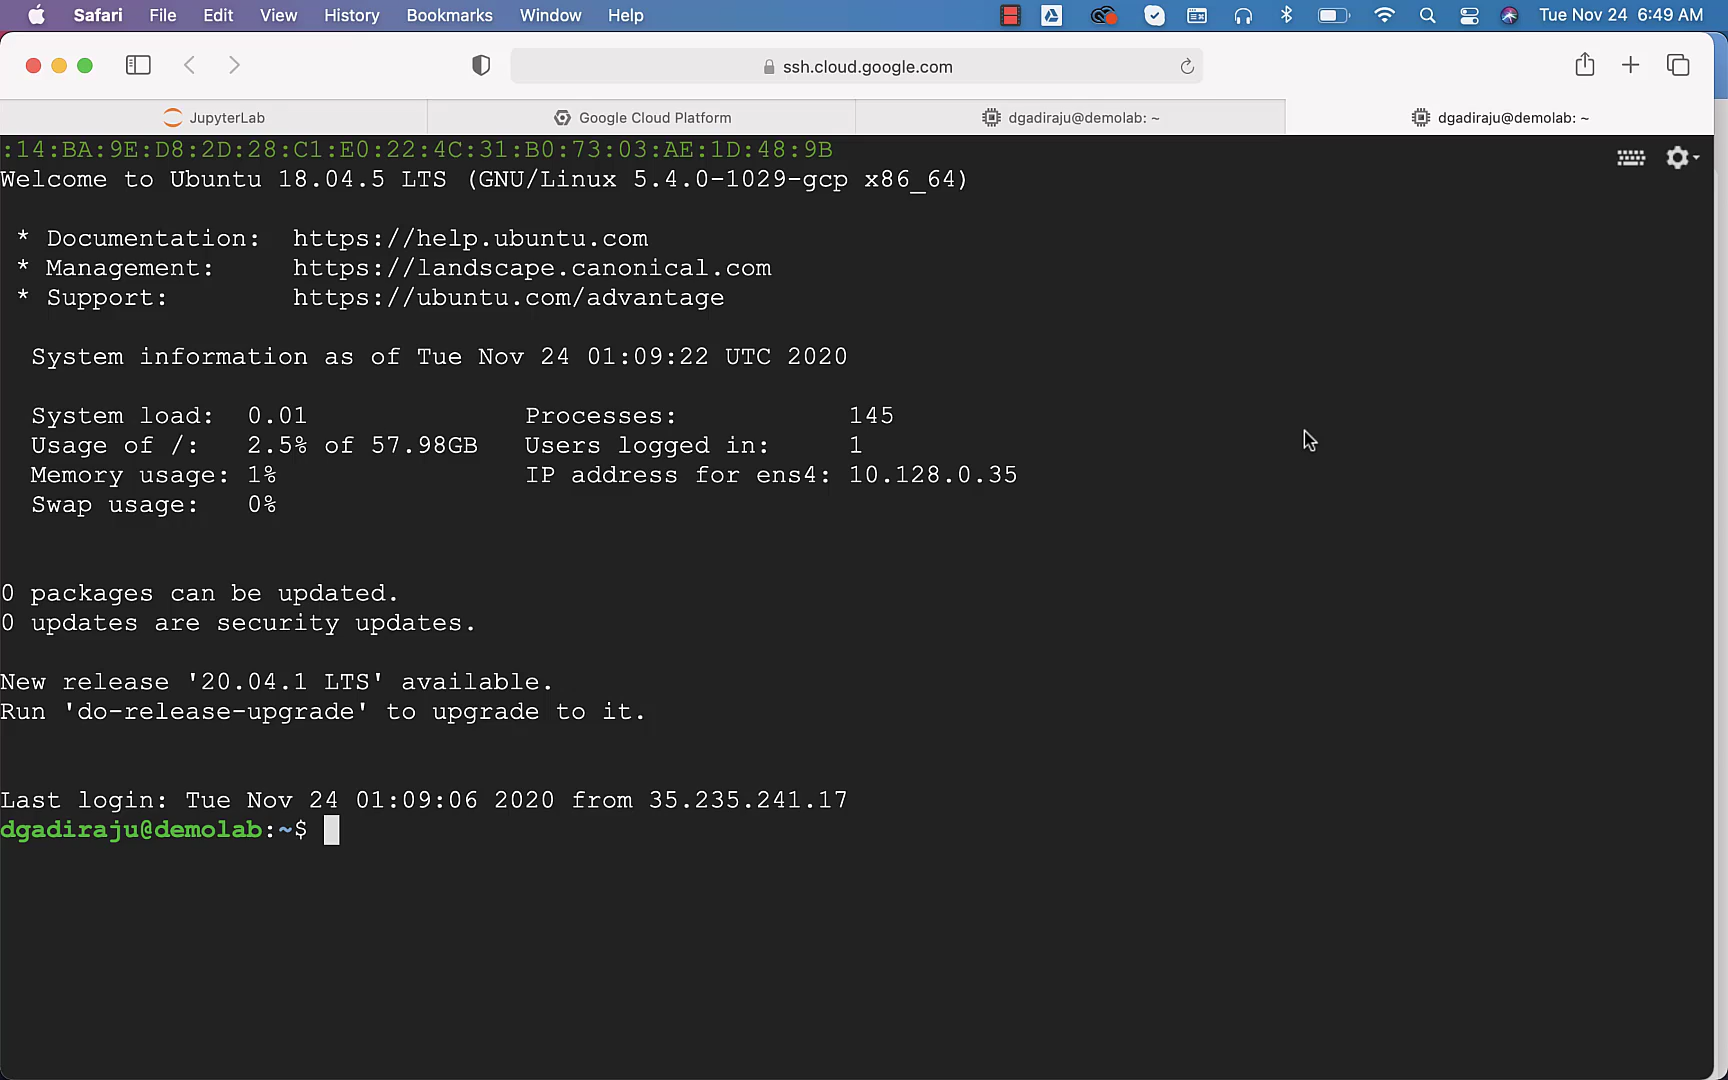 Safari File Edit View History Bookmarks Window Help Tue Nov 24 6:49 AM
ssh.cloud.google.com
JupyterLab Google Cloud Platform dgadiraju@demolab: ~ dgadiraju@demolab: ~
:14:BA:9E:D8:2D:28:C1:E0:22:4C:31:B0:73:03:AE:1D:48:9B
Welcome to Ubuntu 18.04.5 LTS (GNU/Linux 5.4.0-1029-gcp x86_64)
* Documentation: https://help.ubuntu.com
* Management: https://landscape.canonical.com
* Support: https://ubuntu.com/advantage
System information as of Tue Nov 24 01:09:22 UTC 2020
System load: 0.01 Processes: 145
Usage of /: 2.5% of 57.98GB Users logged in: 1
Memory usage: 1% IP address for ens4: 10.128.0.35
Swap usage: 0%
0 packages can be updated.
0 updates are security updates.
New release '20.04.1 LTS' available.
Run 'do-release-upgrade' to upgrade to it.
Last login: Tue Nov 24 01:09:06 2020 from 35.235.241.17
dgadiraju@demolab:~$